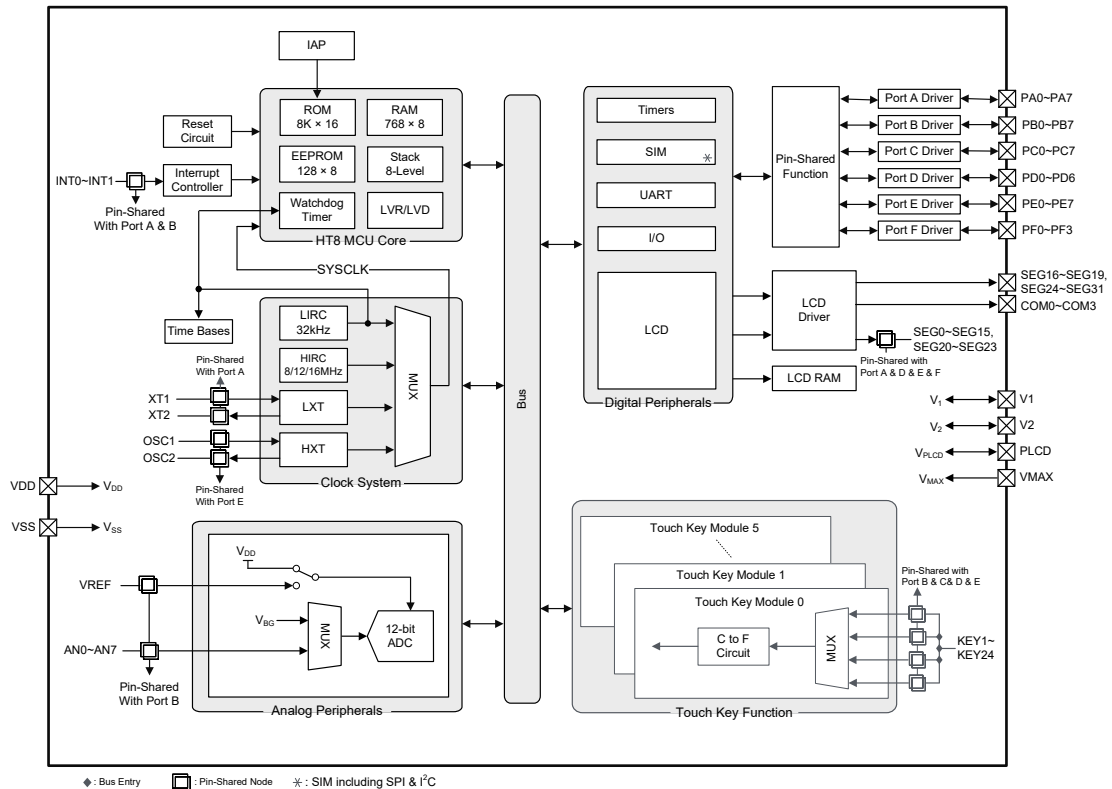 IAP
ROM
8K × 16
RAM
768 × 8
Reset
Circuit
EEPROM
128 × 8
Stack
8-Level
INT0~INT1
Interrupt
Controller
Pin-Shared
With Port A & B
Watchdog
Timer
LVR/LVD
HT8 MCU Core
SYSCLK
Time Bases
LIRC
32kHz
HIRC
8/12/16MHz
LXT
HXT
MUX
Clock System
Pin-Shared
With Port A
XT1
XT2
OSC1
OSC2
Pin-Shared
With Port E
VDD
VDD
VSS
VSS
VDD
VREF
VBG
MUX
12-bit
ADC
AN0~AN7
Pin-Shared
With Port B
Analog Peripherals
Bus
Timers
SIM
*
UART
I/O
LCD
Digital Peripherals
Pin-Shared
Function
Port A Driver
PA0~PA7
Port B Driver
PB0~PB7
Port C Driver
PC0~PC7
Port D Driver
PD0~PD6
Port E Driver
PE0~PE7
Port F Driver
PF0~PF3
LCD
Driver
SEG16~SEG19,
SEG24~SEG31
COM0~COM3
SEG0~SEG15,
SEG20~SEG23
Pin-Shared with
Port A & D & E & F
LCD RAM
V1
V1
V2
V2
VPLCD
PLCD
VMAX
VMAX
Touch Key Module 5
Touch Key Module 1
Touch Key Module 0
C to F
Circuit
MUX
Pin-Shared with
Port B & C& D & E
KEY1~
KEY24
Touch Key Function
: Bus Entry
: Pin-Shared Node
* : SIM including SPI & I²C